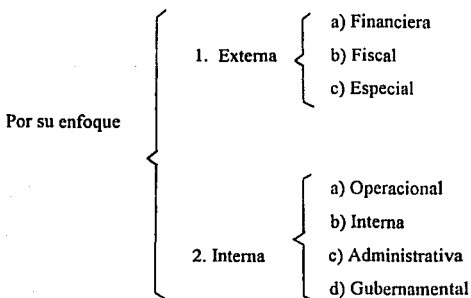 Por su enfoque
1. Externa
a) Financiera
b) Fiscal
c) Especial
2. Interna
a) Operacional
b) Interna
c) Administrativa
d) Gubernamental